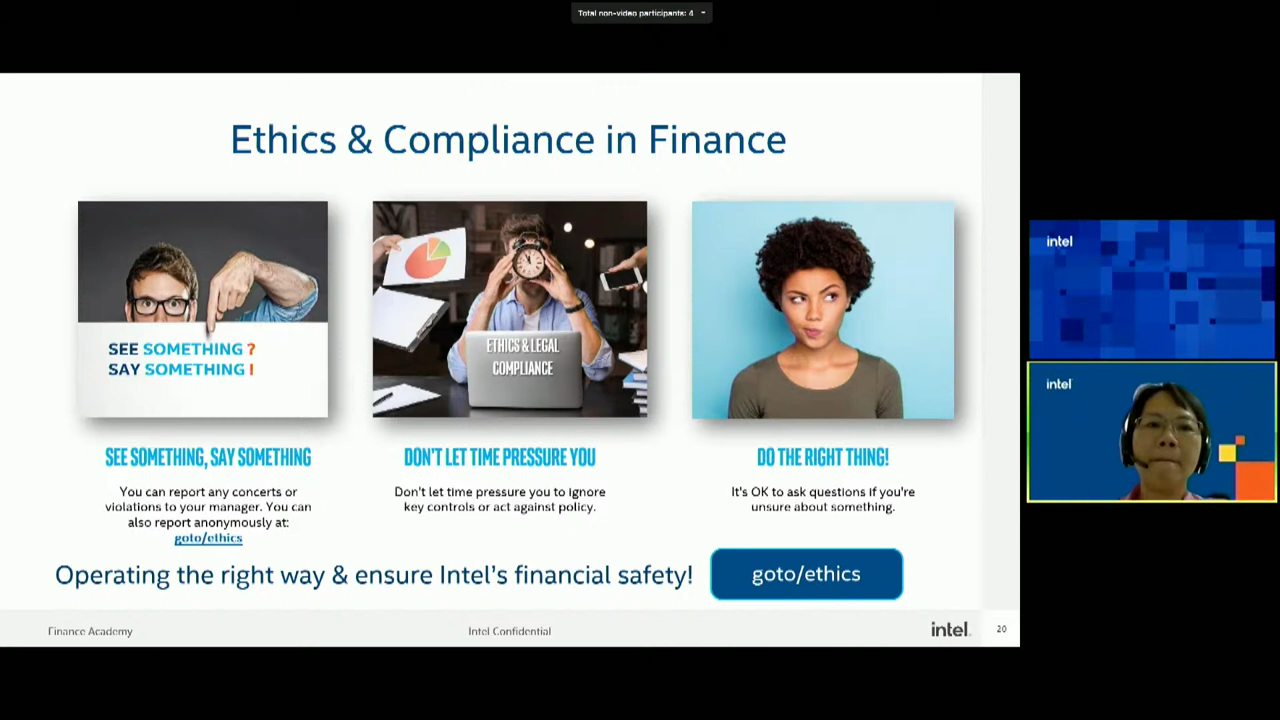 Total non-video participants: 4
Ethics & Compliance in Finance
SEE SOMETHING ?
SAY SOMETHING !
ETHICS & LEGAL
COMPLIANCE
SEE SOMETHING, SAY SOMETHING
You can report any concerts or
violations to your manager. You can
also report anonymously at:
goto/ethics
DON'T LET TIME PRESSURE YOU
Don't let time pressure you to ignore
key controls or act against policy.
DO THE RIGHT THING!
It's OK to ask questions if you're
unsure about something.
Operating the right way & ensure Intel's financial safety!
goto/ethics
Finance Academy
Intel Confidential
intel.
20
intel
intel